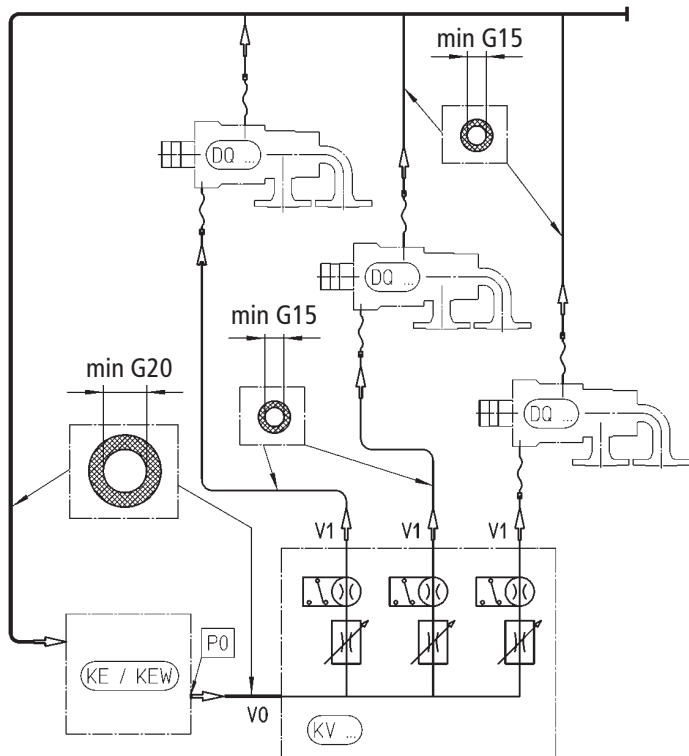 min G15
DQ ...
DQ ...
min G15
min G20
DQ ...
V1
V1
V1
P0
KE / KEW
V0
KV ...